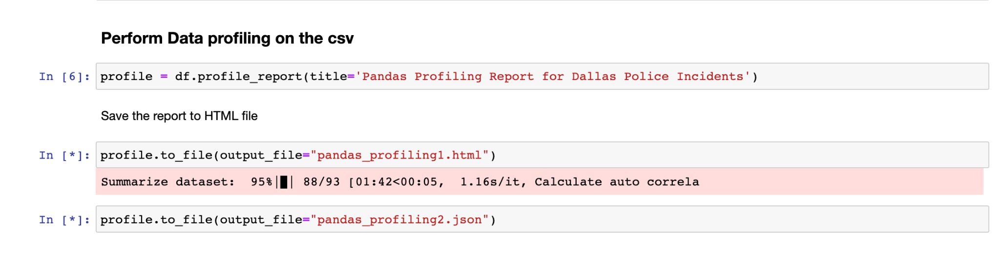 Perform Data profiling on the csv
In [6]: profile = df.profile_report(title='Pandas Profiling Report for Dallas Police Incidents')
Save the report to HTML file
In [*]: profile.to_file(output_file="pandas_profiling1.html")
Summarize dataset:  95%|█| 88/93 [01:42<00:05,  1.16s/it, Calculate auto correla
In [*]: profile.to_file(output_file="pandas_profiling2.json")